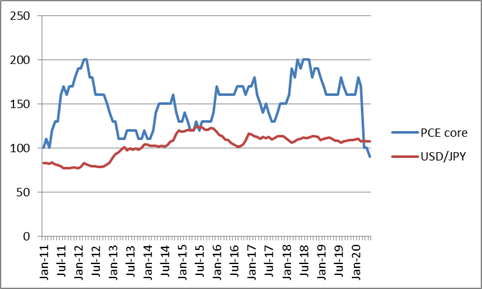 250
200
150
100
50
0
PCE core
USD/JPY
Jan-11
Jul-11
Jan-12
Jul-12
Jan-13
Jul-13
Jan-14
Jul-14
Jan-15
Jul-15
Jan-16
Jul-16
Jan-17
Jul-17
Jan-18
Jul-18
Jan-19
Jul-19
Jan-20